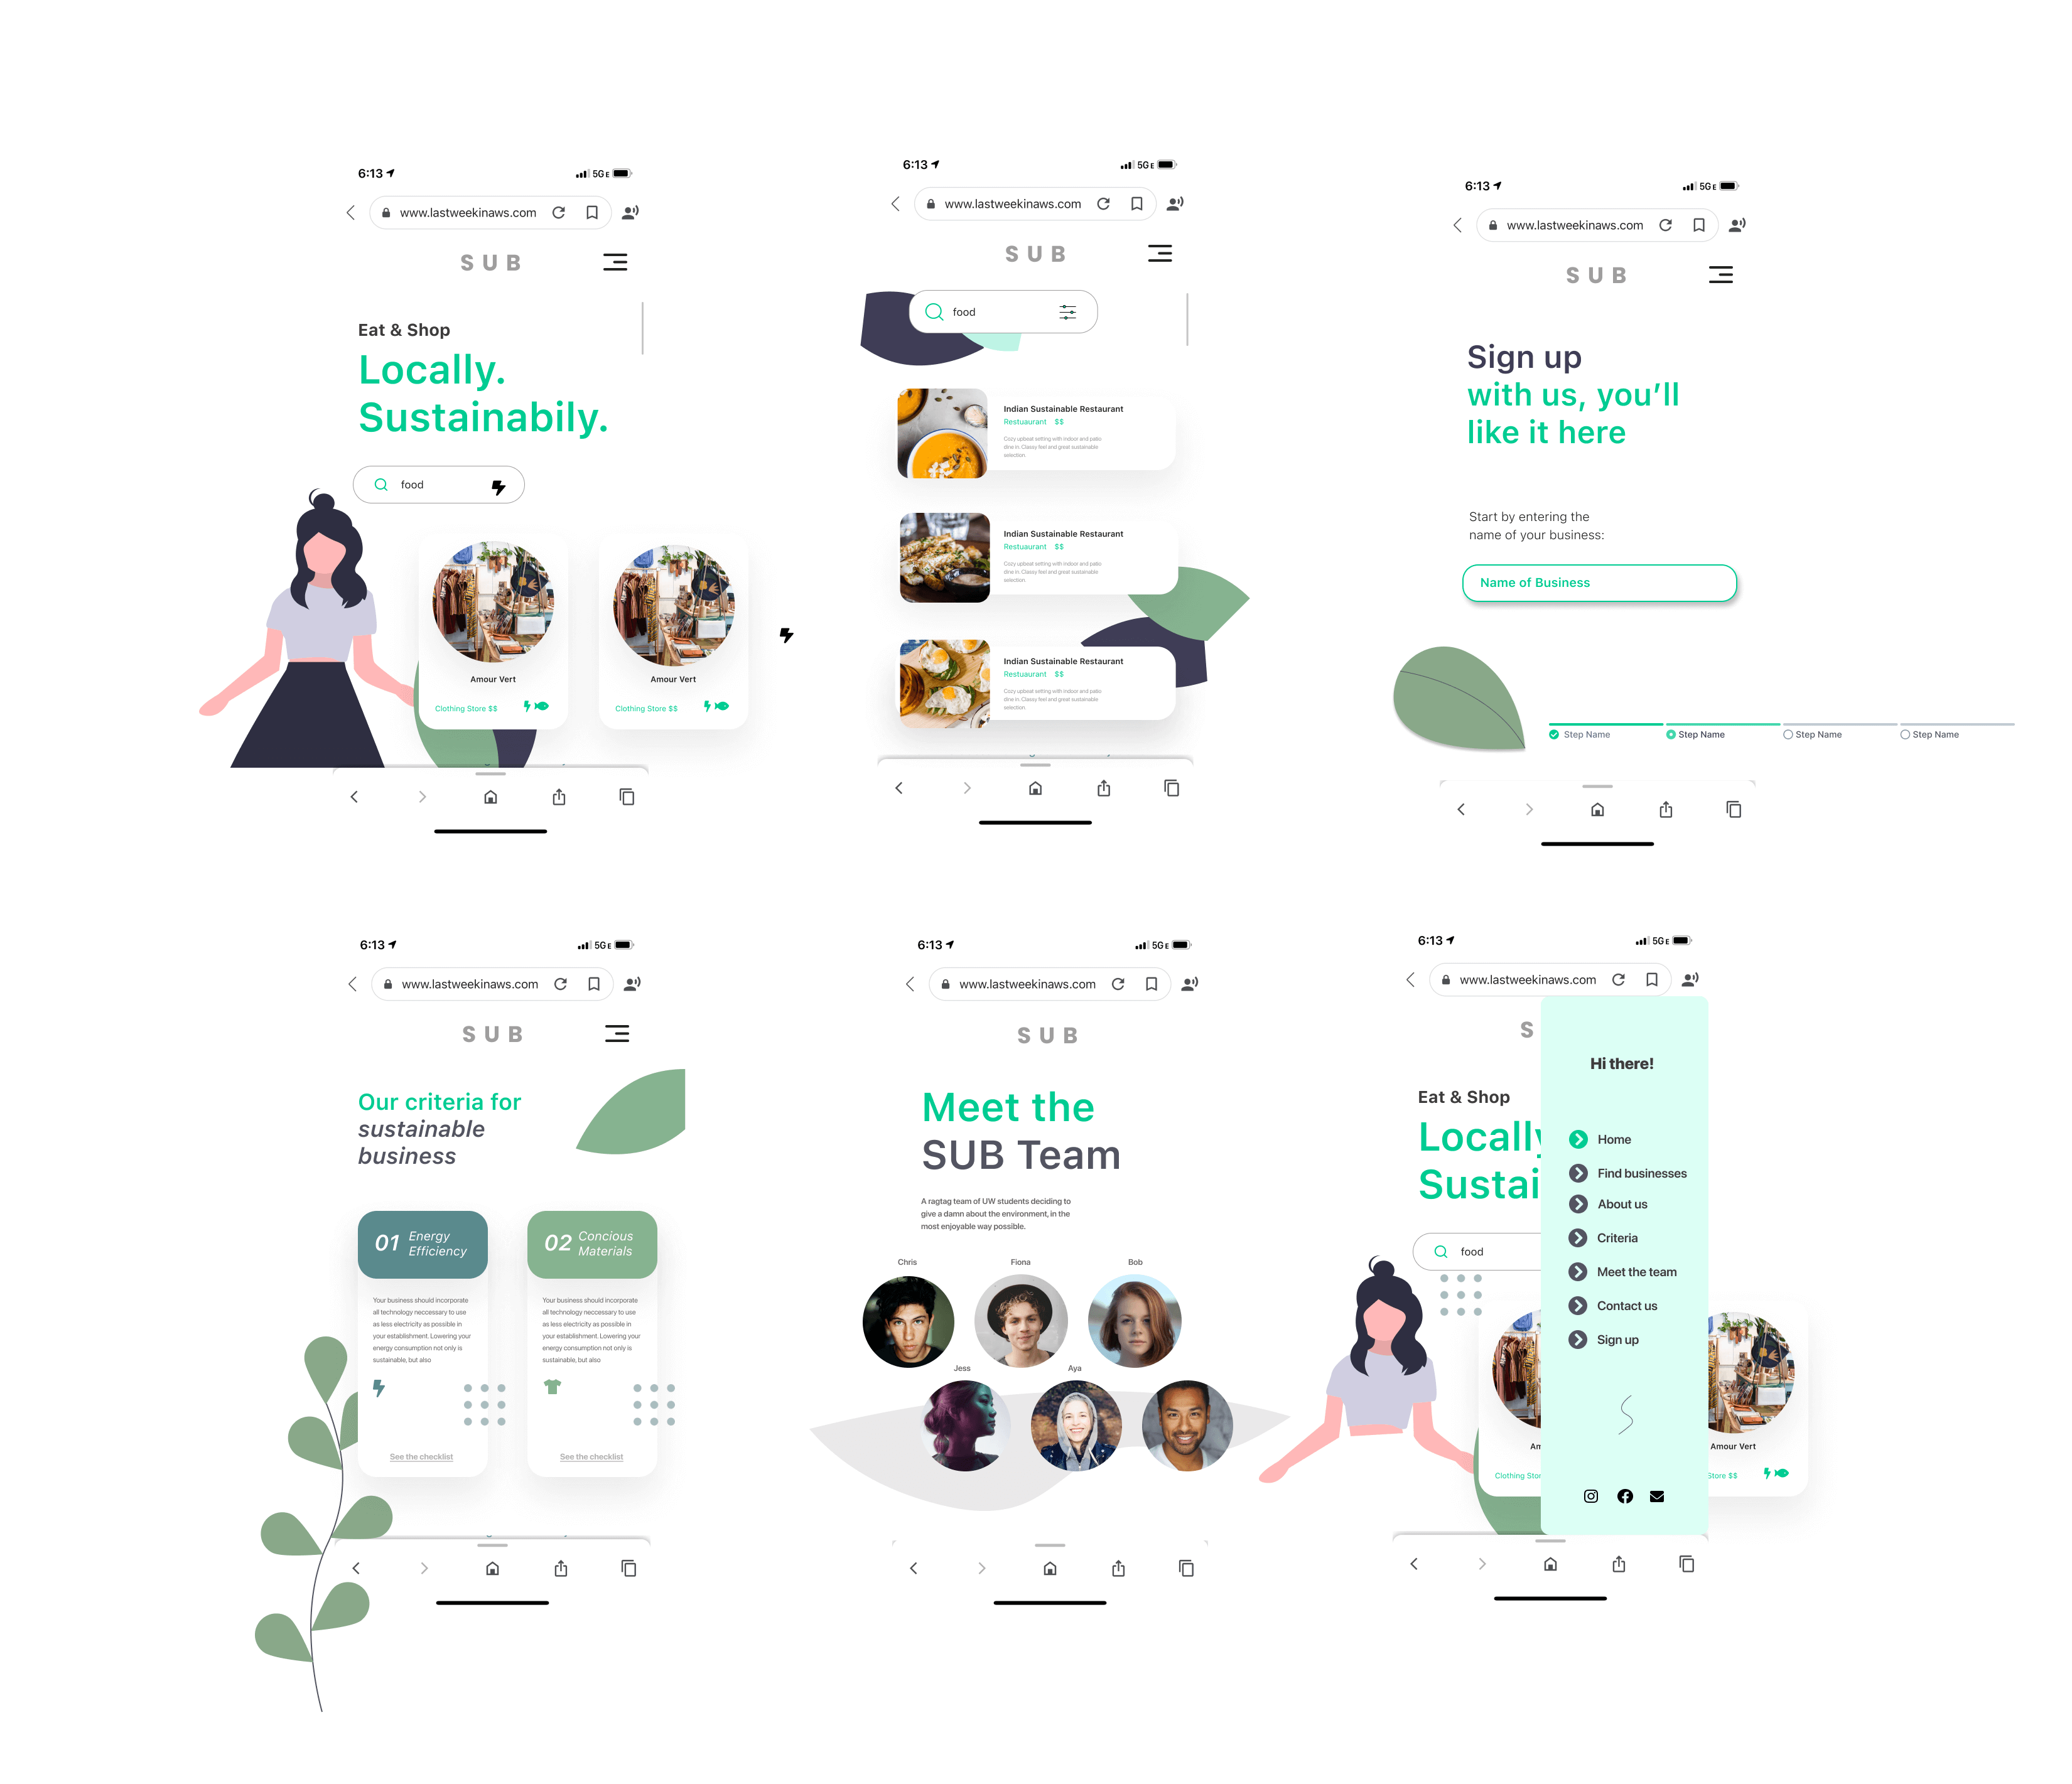 6:13
5G E
www.lastweekinaws.com
SUB
Eat & Shop
Locally.
Sustainabily.
food
Amour Vert
Clothing Store $$
Amour Vert
Clothing Store $$
6:13
5G E
www.lastweekinaws.com
SUB
food
Indian Sustainable Restaurant
Restuaurant $$
Cozy upbeat setting with indoor and patio
dine in. Classy feel and great sustainable
selection.
Indian Sustainable Restaurant
Restuaurant $$
Cozy upbeat setting with indoor and patio
dine in. Classy feel and great sustainable
selection.
Indian Sustainable Restaurant
Restuaurant $$
Cozy upbeat setting with indoor and patio
dine in. Classy feel and great sustainable
selection.
6:13
5G E
www.lastweekinaws.com
SUB
Sign up
with us, you'll
like it here
Start by entering the
name of your business:
Name of Business
Step Name
Step Name
Step Name
Step Name
6:13
5G E
www.lastweekinaws.com
SUB
Our criteria for
sustainable
business
01 Energy
Efficiency
Your business should incorporate
all technology neccessary to use
as less electricity as possible in
your establishment. Lowering your
energy consumption not only is
sustainable, but also
See the checklist
02 Concious
Materials
Your business should incorporate
all technology neccessary to use
as less electricity as possible in
your establishment. Lowering your
energy consumption not only is
sustainable, but also
See the checklist
6:13
5G E
www.lastweekinaws.com
SUB
Meet the
SUB Team
A ragtag team of UW students deciding to
give a damn about the environment, in the
most enjoyable way possible.
Chris
Fiona
Bob
Jess
Aya
6:13
5G E
www.lastweekinaws.com
S
Eat & Shop
Locally
Sustai
food
Am
Clothing Stor
Amour Vert
Store $$
Hi there!
Home
Find businesses
About us
Criteria
Meet the team
Contact us
Sign up